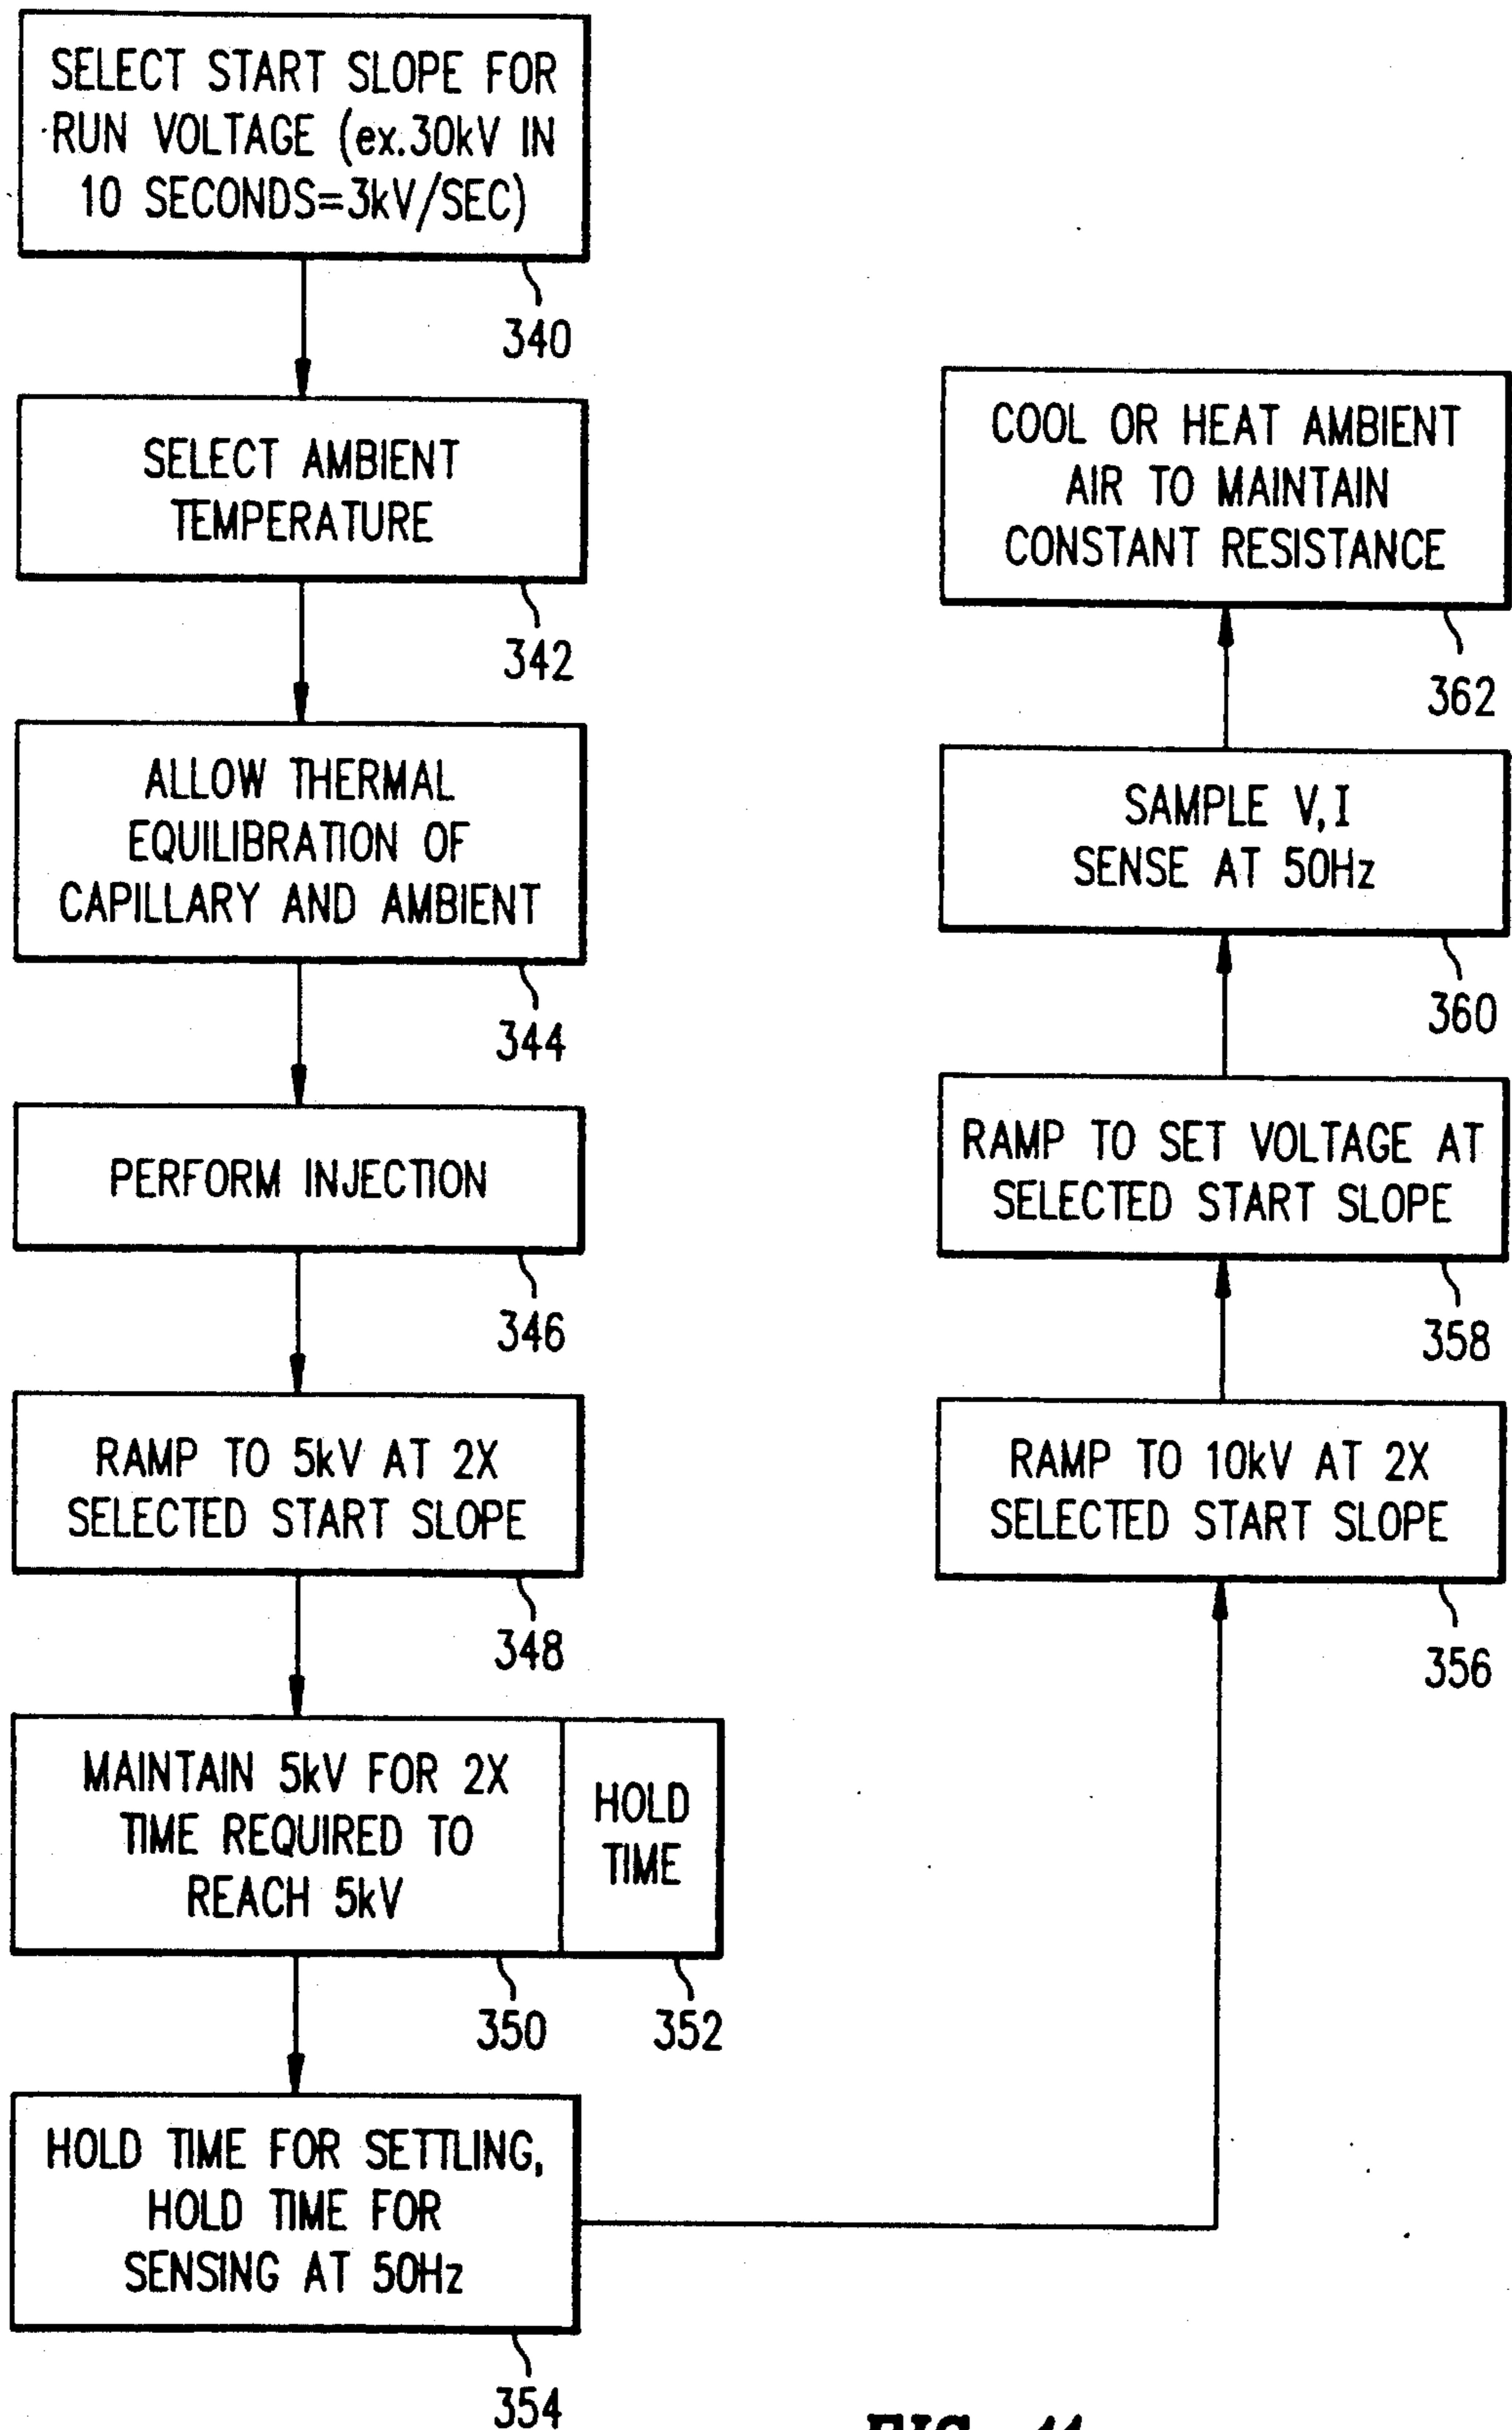 SELECT START SLOPE FOR
RUN VOLTAGE (ex.30kV IN
10 SECONDS=3kV/SEC)
340
SELECT AMBIENT
TEMPERATURE
342
ALLOW THERMAL
EQUILIBRATION OF
CAPILLARY AND AMBIENT
344
PERFORM INJECTION
346
RAMP TO 5kV AT 2X
SELECTED START SLOPE
348
MAINTAIN 5kV FOR 2X
TIME REQUIRED TO
REACH 5kV
350
HOLD
TIME
352
HOLD TIME FOR SETTLING,
HOLD TIME FOR
SENSING AT 50Hz
354
RAMP TO 10kV AT 2X
SELECTED START SLOPE
356
RAMP TO SET VOLTAGE AT
SELECTED START SLOPE
358
SAMPLE V,I
SENSE AT 50Hz
360
COOL OR HEAT AMBIENT
AIR TO MAINTAIN
CONSTANT RESISTANCE
362